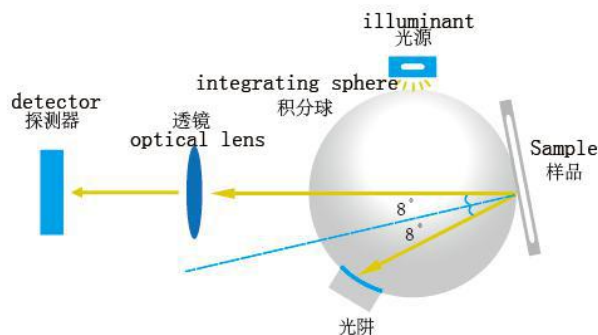 illuminant
光源
integrating sphere
积分球
detector
探测器
透镜
optical lens
Sample
样品
8°
8°
光阱